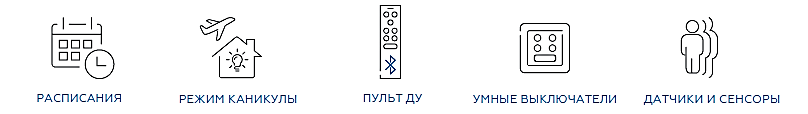 РАСПИСАНИЯ
РЕЖИМ КАНИКУЛЫ
ПУЛЬТ ДУ
УМНЫЕ ВЫКЛЮЧАТЕЛИ
ДАТЧИКИ И СЕНСОРЫ